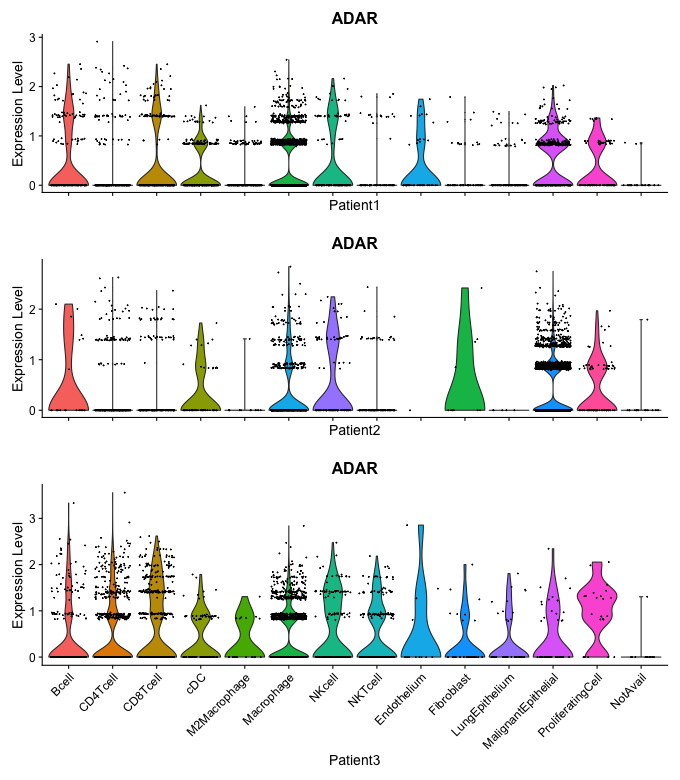 ADAR
Expression Level
3
2
1
0
Patient1
ADAR
Expression Level
2
1
0
Patient2
ADAR
Expression Level
3
2
1
0
Bcell
CD4Tcell
CD8Tcell
cDC
M2Macrophage
Macrophage
NKcell
NKTcell
Endothelium
Fibroblast
LungEpithelium
MalignantEpithelial
ProliferatingCell
NotAvail
Patient3